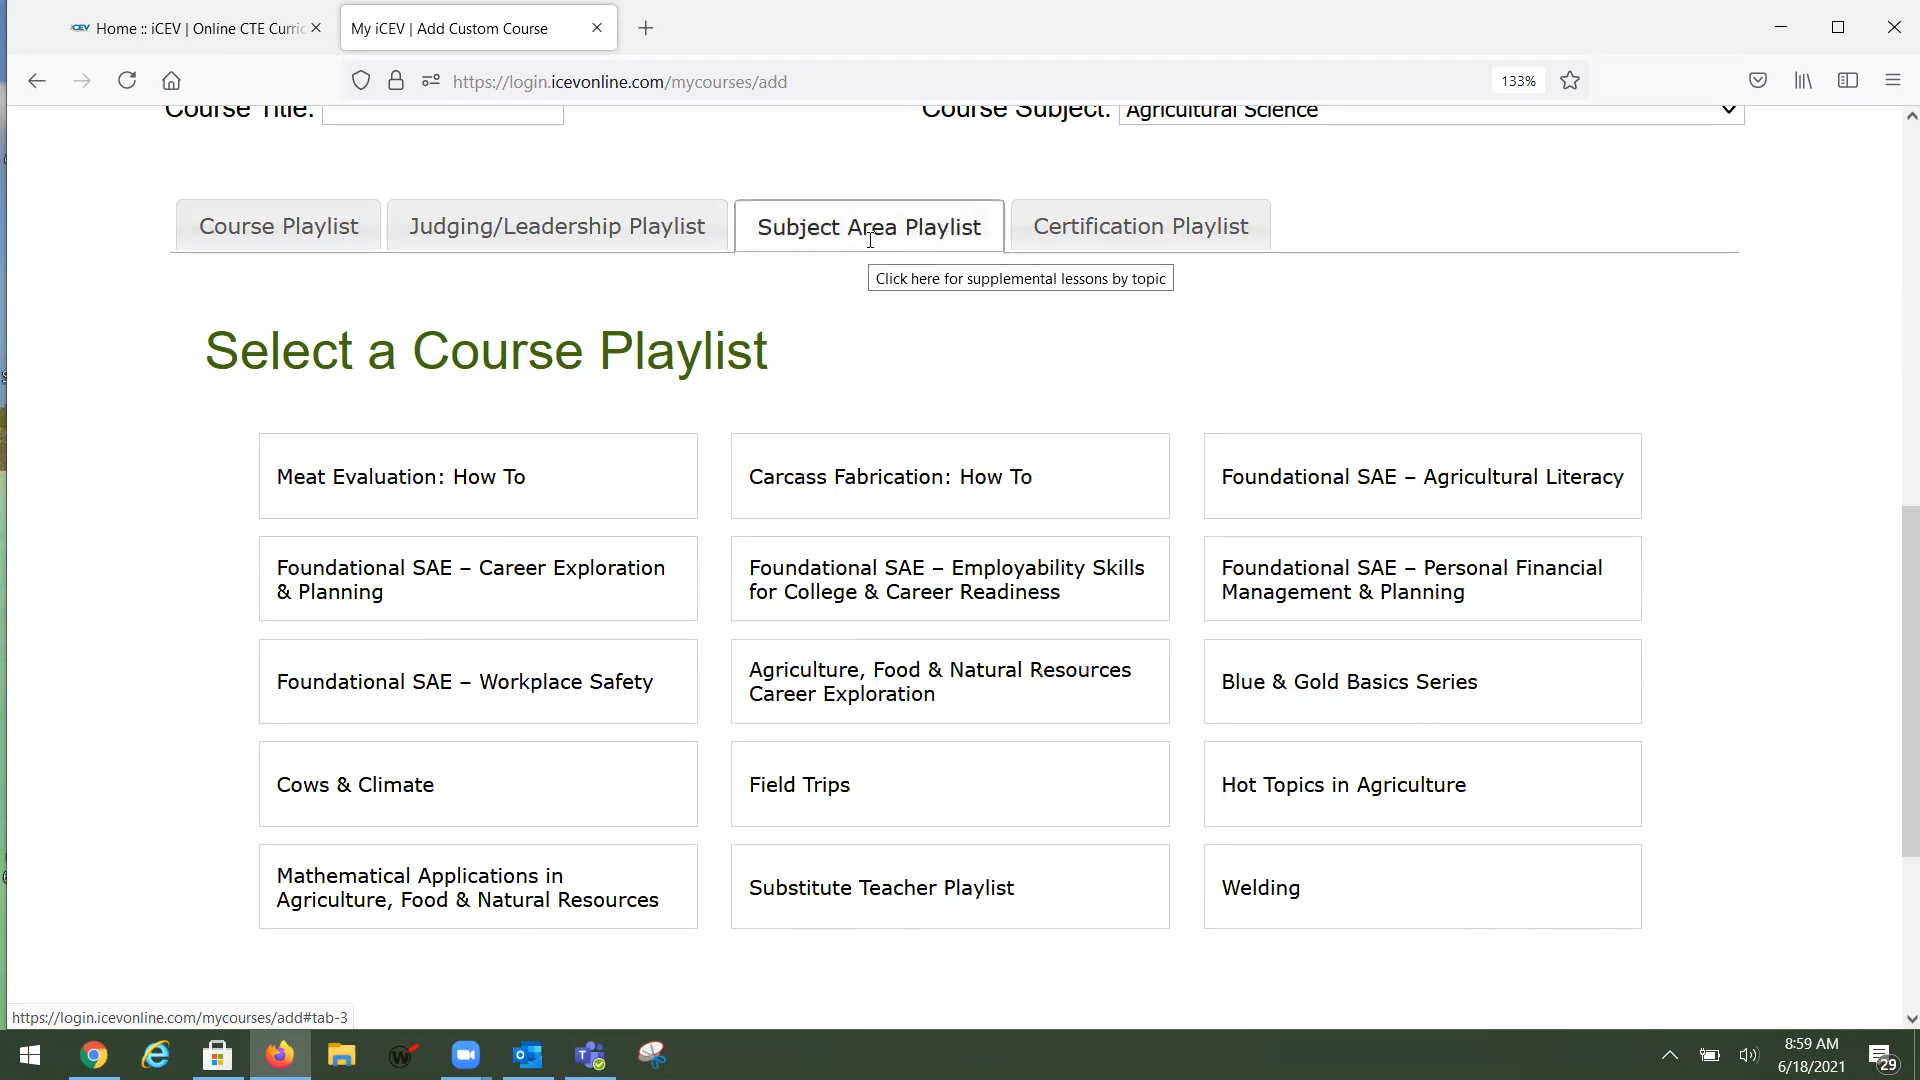 Home :: iCEV | Online CTE Curric
My iCEV | Add Custom Course
https://login.icevonline.com/mycourses/add
133%
Course Title:
Course Subject: Agricultural Science
Course Playlist
Judging/Leadership Playlist
Subject Area Playlist
Certification Playlist
Click here for supplemental lessons by topic
Select a Course Playlist
Meat Evaluation: How To
Carcass Fabrication: How To
Foundational SAE – Agricultural Literacy
Foundational SAE – Career Exploration
& Planning
Foundational SAE – Employability Skills
for College & Career Readiness
Foundational SAE – Personal Financial
Management & Planning
Foundational SAE – Workplace Safety
Agriculture, Food & Natural Resources
Career Exploration
Blue & Gold Basics Series
Cows & Climate
Field Trips
Hot Topics in Agriculture
Mathematical Applications in
Agriculture, Food & Natural Resources
Substitute Teacher Playlist
Welding
https://login.icevonline.com/mycourses/add#tab-3
8:59 AM
6/18/2021
29